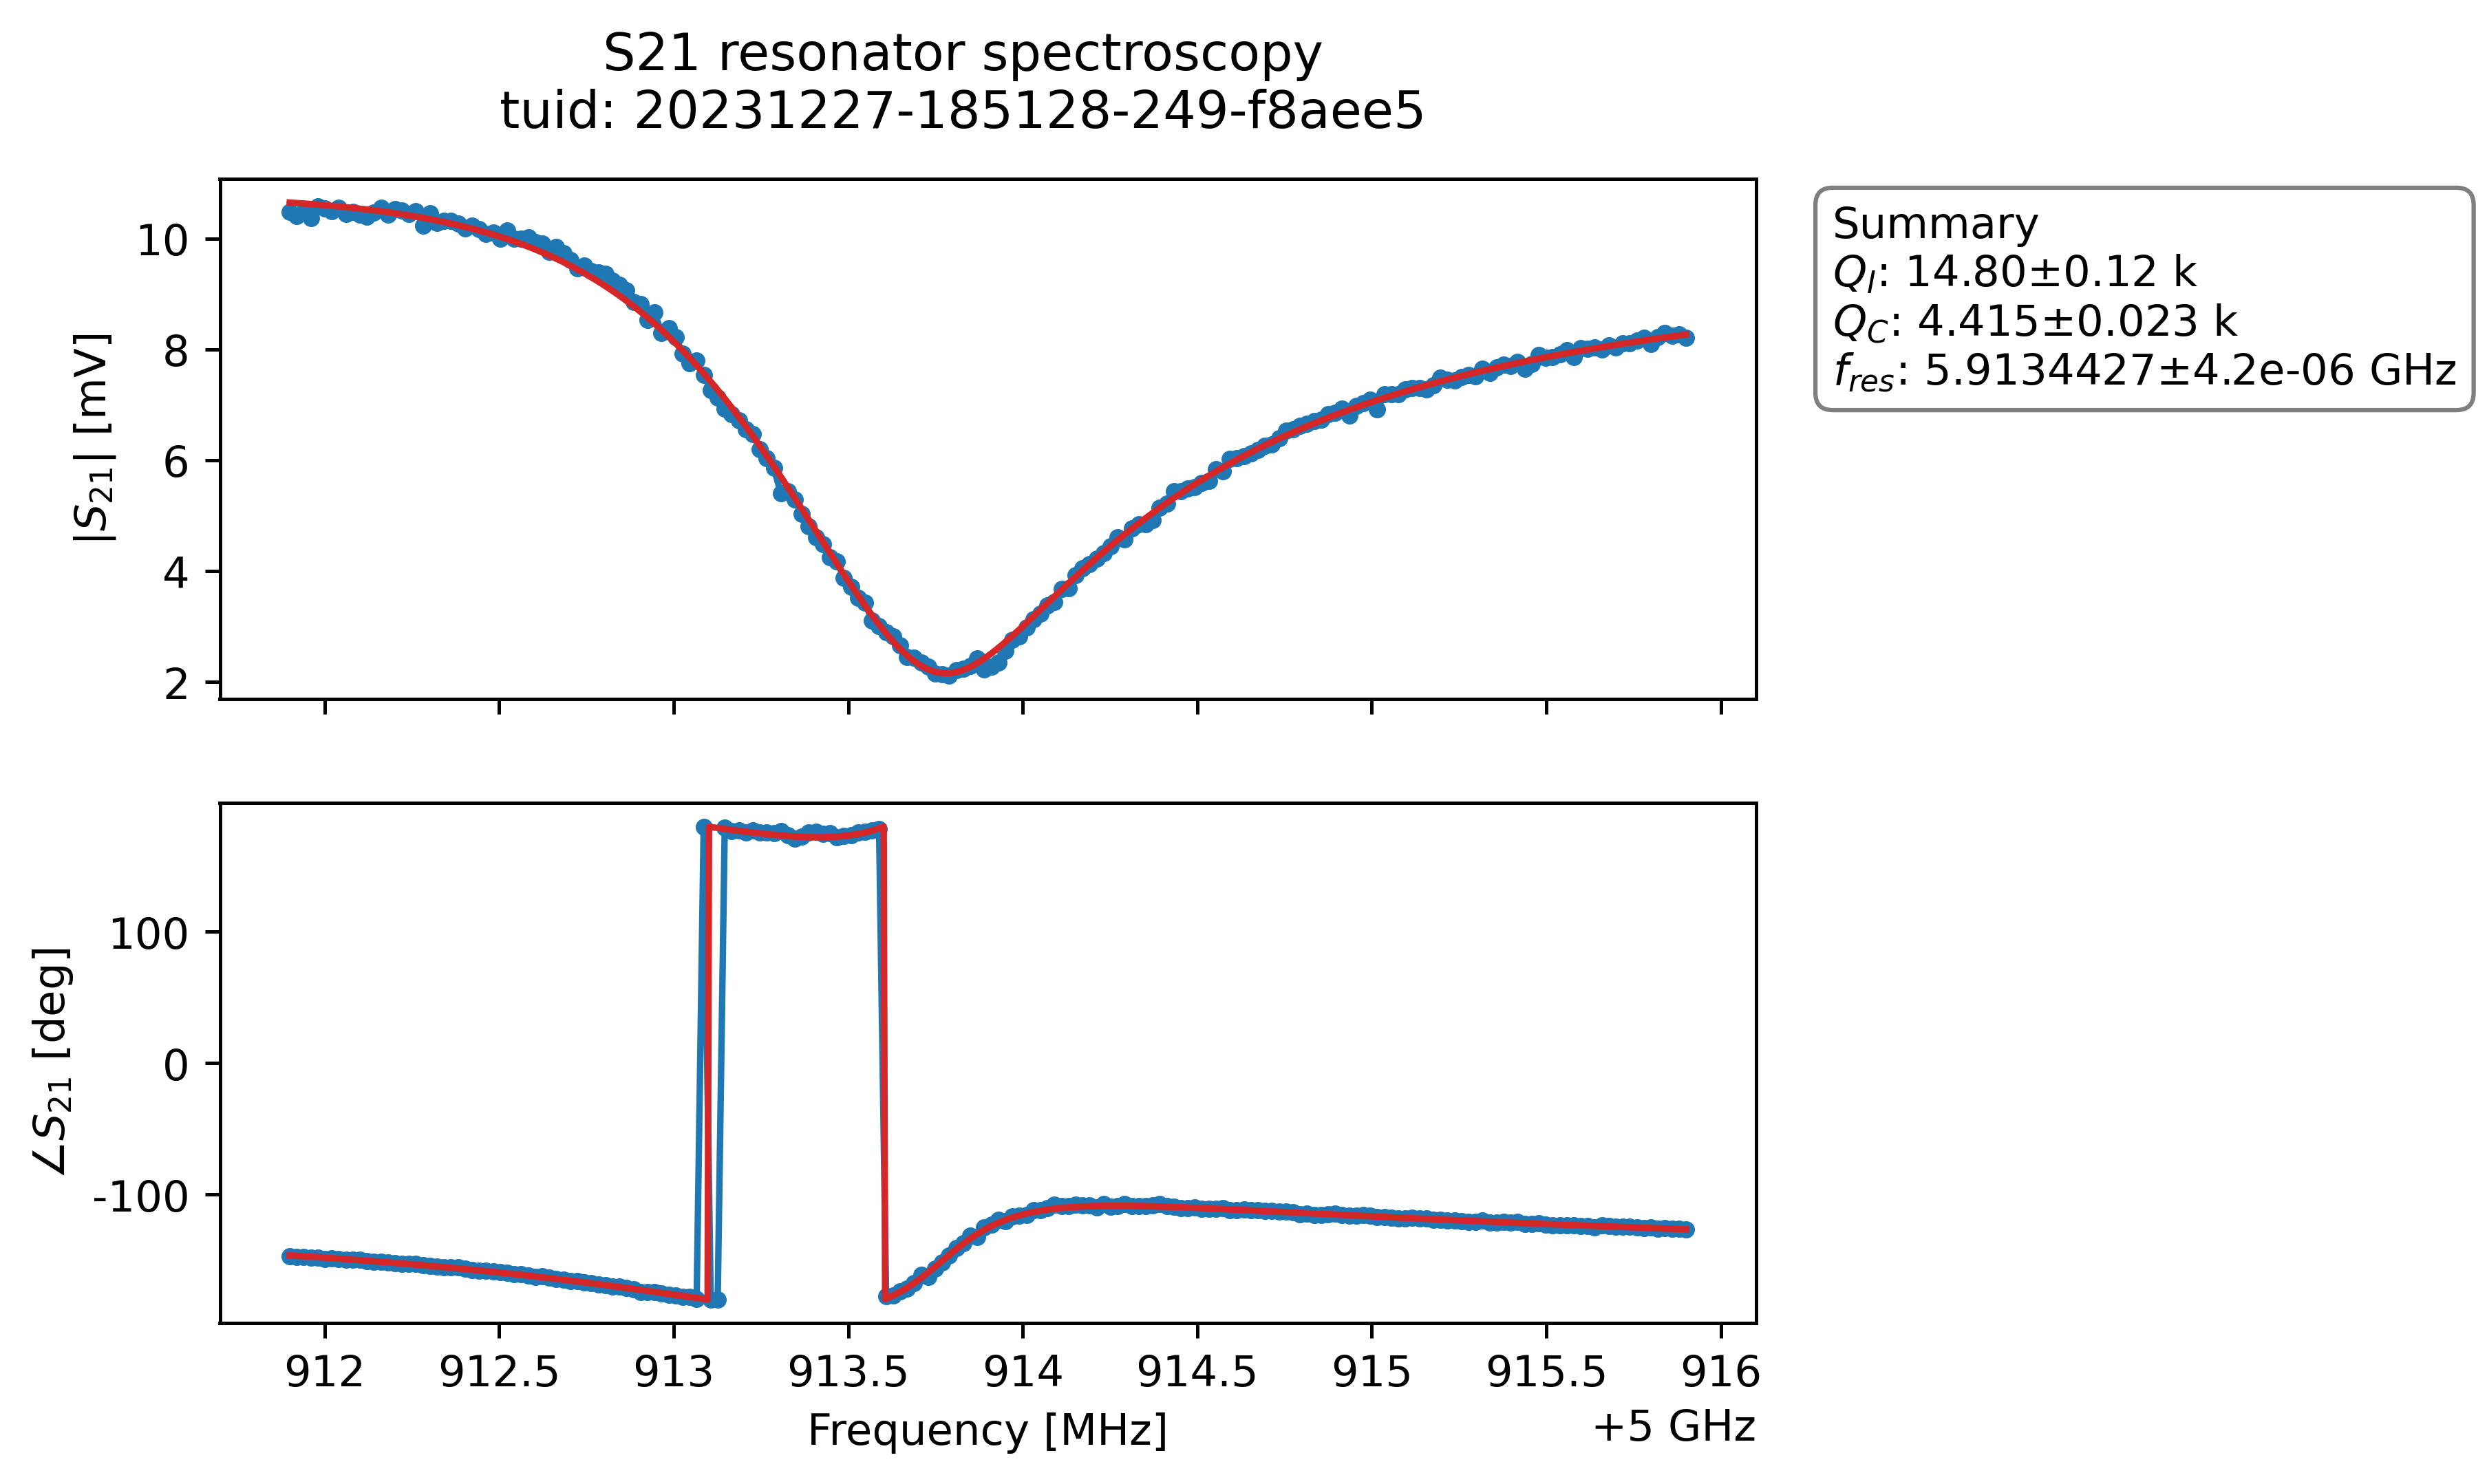 S21 resonator spectroscopy
tuid: 20231227-185128-249-f8aee5
|S21| [mV]
10
8
6
4
2
Summary
QI: 14.80±0.12 k
QC: 4.415±0.023 k
fres: 5.9134427±4.2e-06 GHz
∠S21 [deg]
100
0
-100
912 912.5 913 913.5 914 914.5 915 915.5 916
Frequency [MHz]
+5 GHz